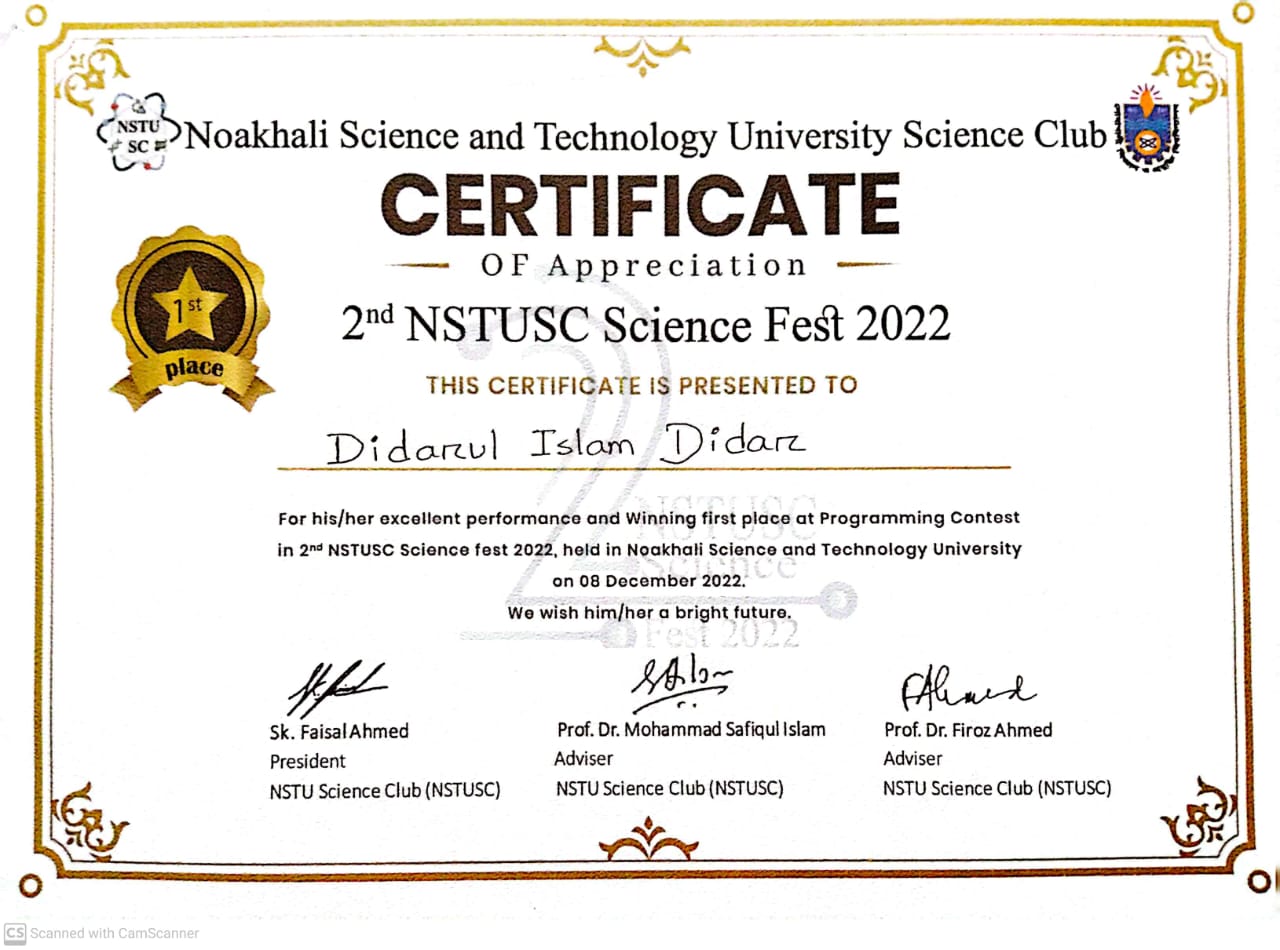 NSTU
SC
Noakhali Science and Technology University Science Club
CERTIFICATE
OF Appreciation
1st
place
2nd NSTUSC Science Fest 2022
THIS CERTIFICATE IS PRESENTED TO
Didarul Islam Didar
For his/her excellent performance and Winning first place at Programming Contest
in 2nd NSTUSC Science fest 2022, held in Noakhali Science and Technology University
on 08 December 2022.
We wish him/her a bright future.
NSTUSC
Science
Fest 2022
Sk. Faisal Ahmed
President
NSTU Science Club (NSTUSC)
Prof. Dr. Mohammad Safiqul Islam
Adviser
NSTU Science Club (NSTUSC)
Prof. Dr. Firoz Ahmed
Adviser
NSTU Science Club (NSTUSC)
CS Scanned with CamScanner